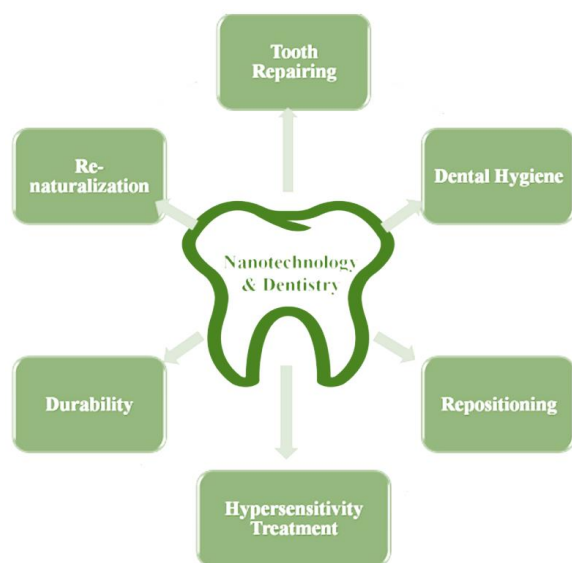 Tooth
Repairing
Re-
naturalization
Dental Hygiene
Nanotechnology
& Dentistry
Durability
Repositioning
Hypersensitivity
Treatment